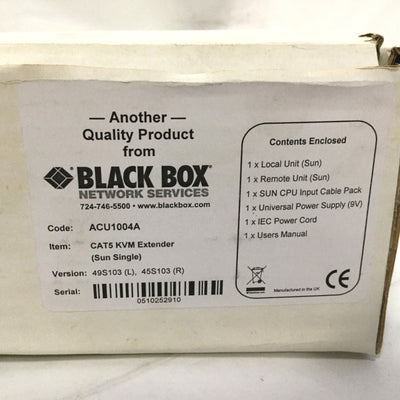 — Another —
Quality Product
from
BLACK BOX
NETWORK SERVICES
724-746-5500 • www.blackbox.com
Code: ACU1004A
Item: CAT5 KVM Extender
(Sun Single)
Version: 49S103 (L), 45S103 (R)
Serial:
0510252910
Contents Enclosed
1 x Local Unit (Sun)
1 x Remote Unit (Sun)
1 x SUN CPU Input Cable Pack
1 x Universal Power Supply (9V)
1 x IEC Power Cord
1 x Users Manual
Manufactured in the UK
CE